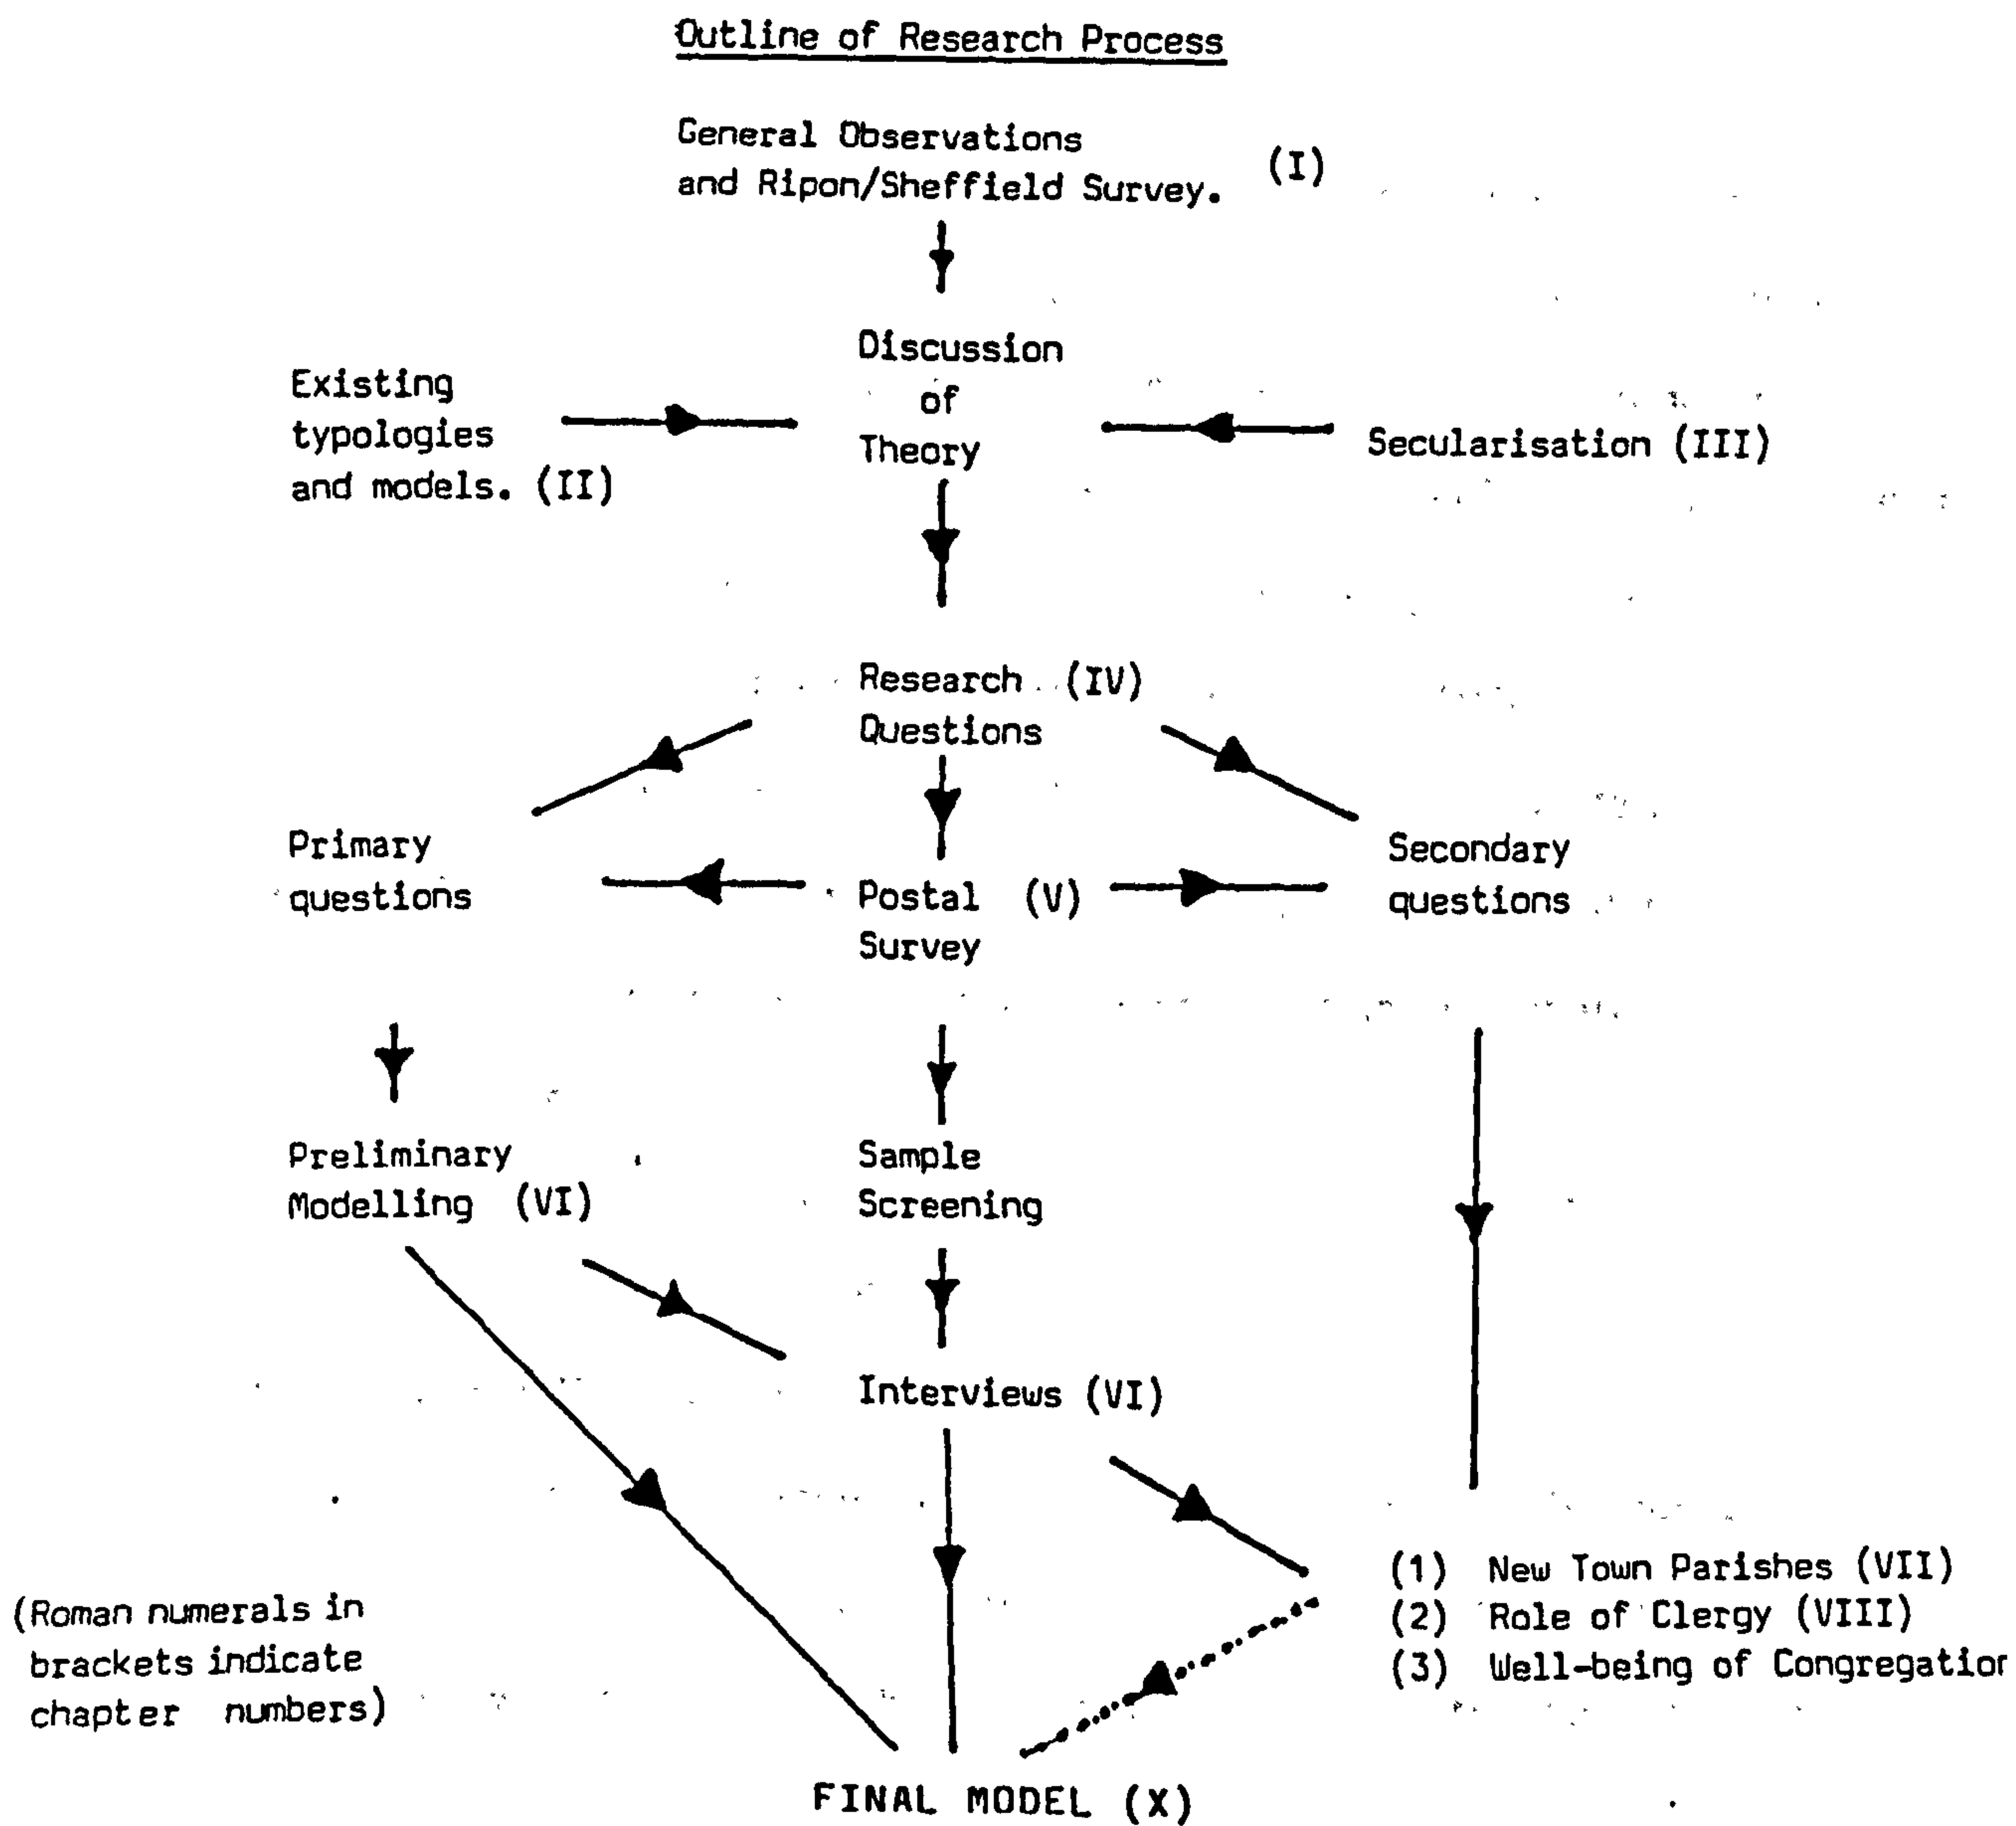 Outline of Research Process
General Observations
and Ripon/Sheffield Survey. (I)
Discussion
of
Theory
Existing
typologies
and models. (II)
Secularisation (III)
Research (IV)
Questions
Primary
questions
Postal (V)
Survey
Secondary
questions
Preliminary
Modelling (VI)
Sample
Screening
Interviews (VI)
(1) New Town Parishes (VII)
(2) Role of Clergy (VIII)
(3) Well-being of Congregation
(Roman numerals in
brackets indicate
chapter numbers)
FINAL MODEL (X)